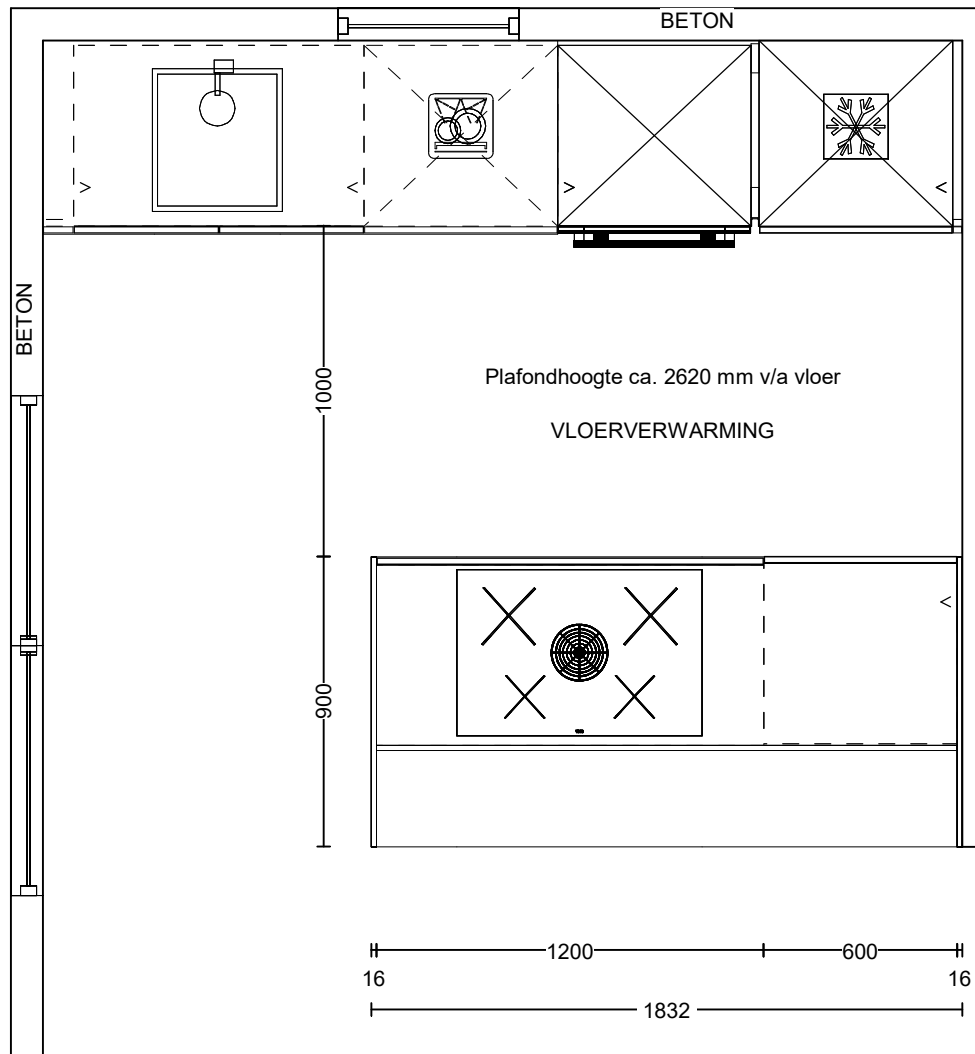 BETON
BETON
1000
Plafondhoogte ca. 2620 mm v/a vloer
VLOERVERWARMING
900
1200
600
16
16
1832